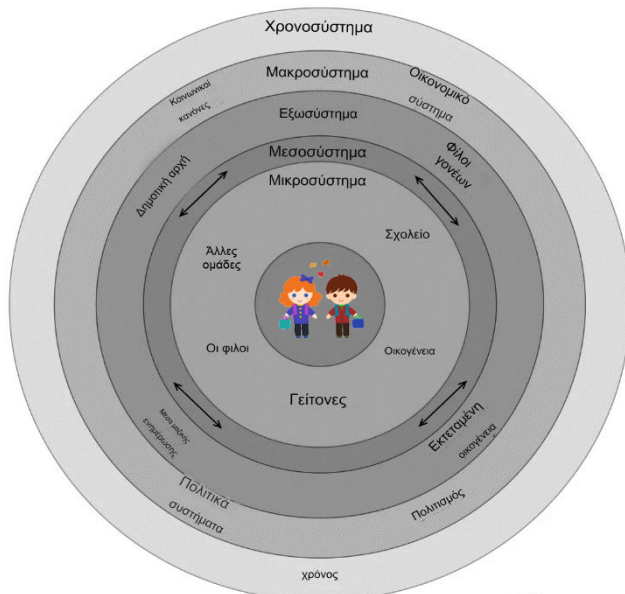 Χρονοσύστημα
Μακροσύστημα
Κοινωνικοί
κανόνες
Οικονομικό
σύστημα
Εξωσύστημα
Δημοτική αρχή
Φίλοι
γονέων
Μεσοσύστημα
Μικροσύστημα
Άλλες
ομάδες
Σχολείο
Οι φιλοι
Οικογένεια
Γείτονες
Μεσα μαζικής
ενημέρωσης
Εκτεταμένη
οικογένεια
Πολιτικά
συστήματα
Πολιτισμός
χρόνος